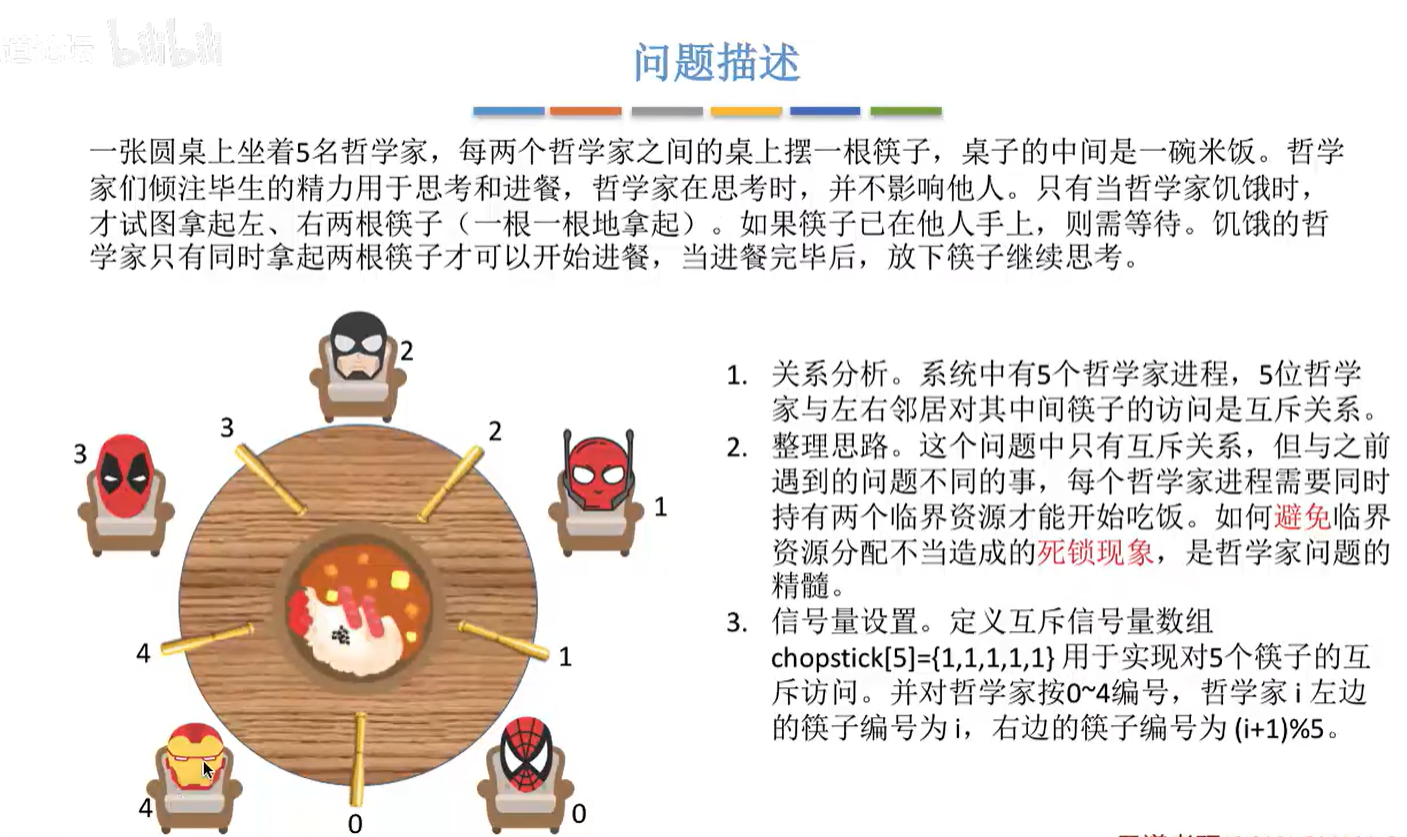 道论坛 bilibili
问题描述
一张圆桌上坐着5名哲学家，每两个哲学家之间的桌上摆一根筷子，桌子的中间是一碗米饭。哲学
家们倾注毕生的精力用于思考和进餐，哲学家在思考时，并不影响他人。只有当哲学家饥饿时，
才试图拿起左、右两根筷子（一根一根地拿起）。如果筷子已在他人手上，则需等待。饥饿的哲
学家只有同时拿起两根筷子才可以开始进餐，当进餐完毕后，放下筷子继续思考。
2
3
2
3
1
4
1
4
0
0
1. 关系分析。系统中有5个哲学家进程，5位哲学
家与左右邻居对其中间筷子的访问是互斥关系。
2. 整理思路。这个问题中只有互斥关系，但与之前
遇到的问题不同的事，每个哲学家进程需要同时
持有两个临界资源才能开始吃饭。如何避免临界
资源分配不当造成的死锁现象，是哲学家问题的
精髓。
3. 信号量设置。定义互斥信号量数组
chopstick[5]={1,1,1,1,1} 用于实现对5个筷子的互
斥访问。并对哲学家按0~4编号，哲学家 i 左边
的筷子编号为 i，右边的筷子编号为 (i+1)%5。